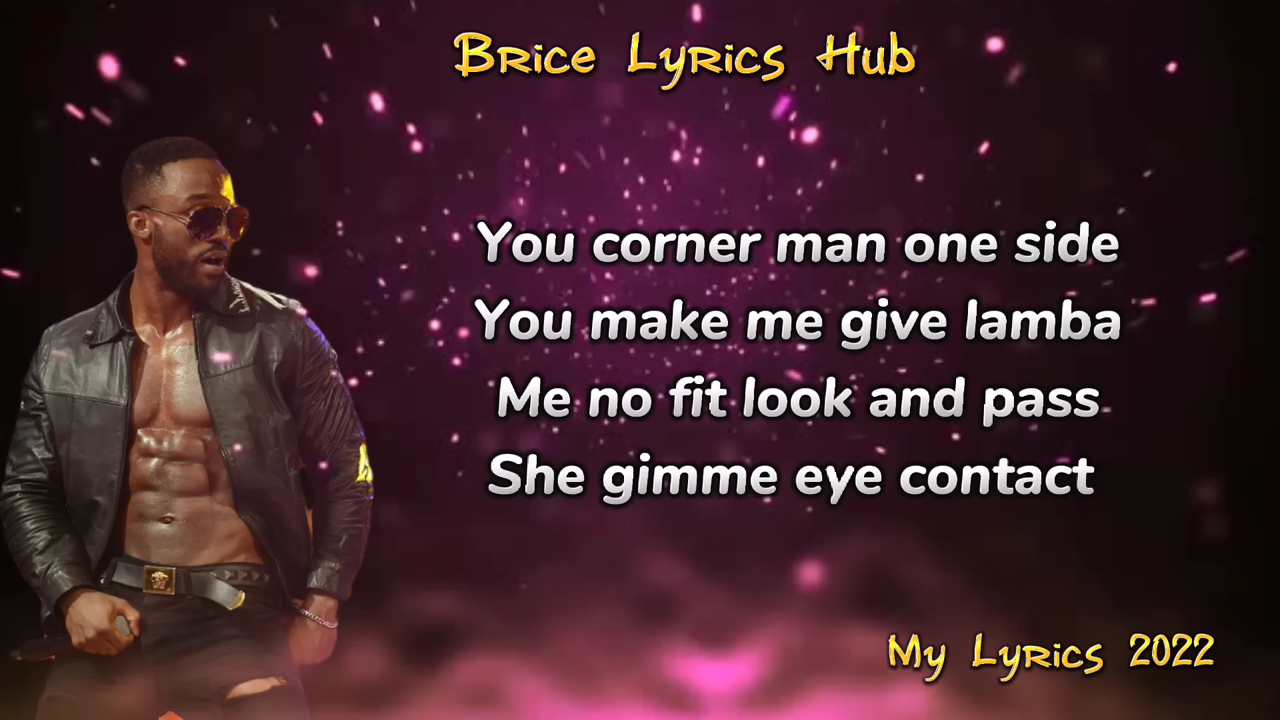 Brice Lyrics Hub
You corner man one side
You make me give lamba
Me no fit look and pass
She gimme eye contact
My Lyrics 2022